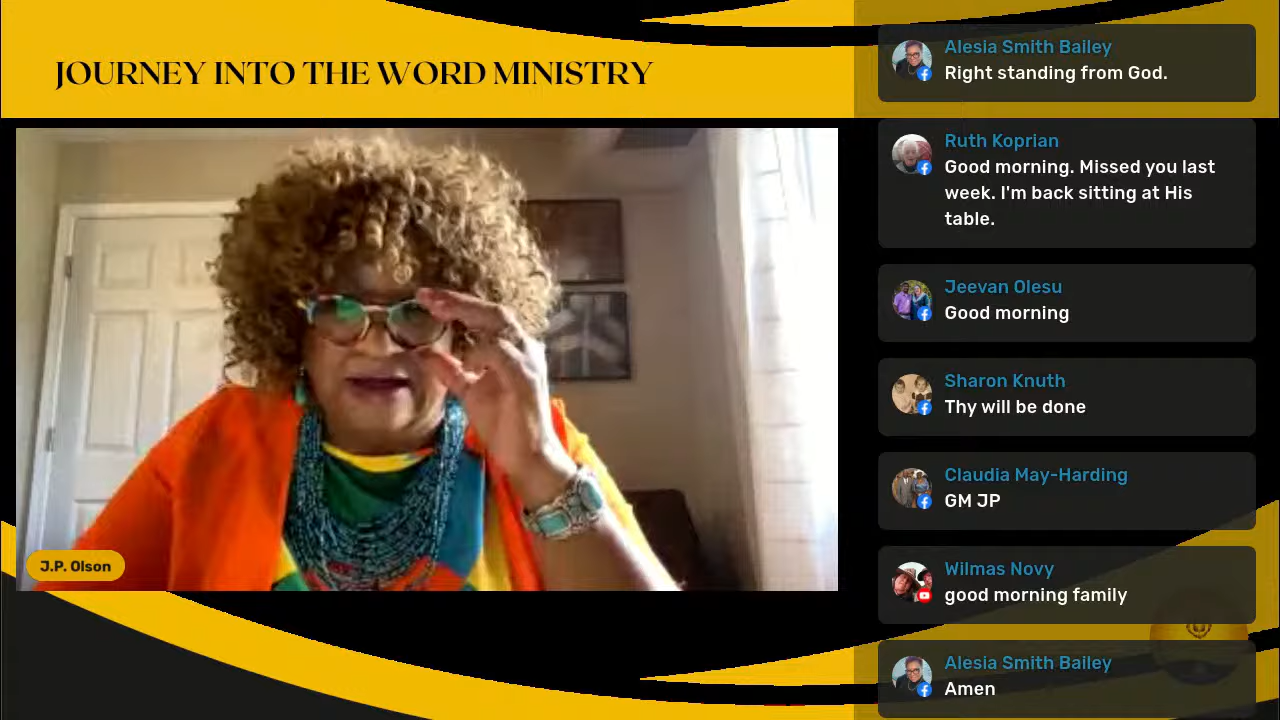 JOURNEY INTO THE WORD MINISTRY
J.P. Olson
Alesia Smith Bailey
Right standing from God.
Ruth Koprian
Good morning. Missed you last
week. I'm back sitting at His
table.
Jeevan Olesu
Good morning
Sharon Knuth
Thy will be done
Claudia May-Harding
GM JP
Wilmas Novy
good morning family
Alesia Smith Bailey
Amen